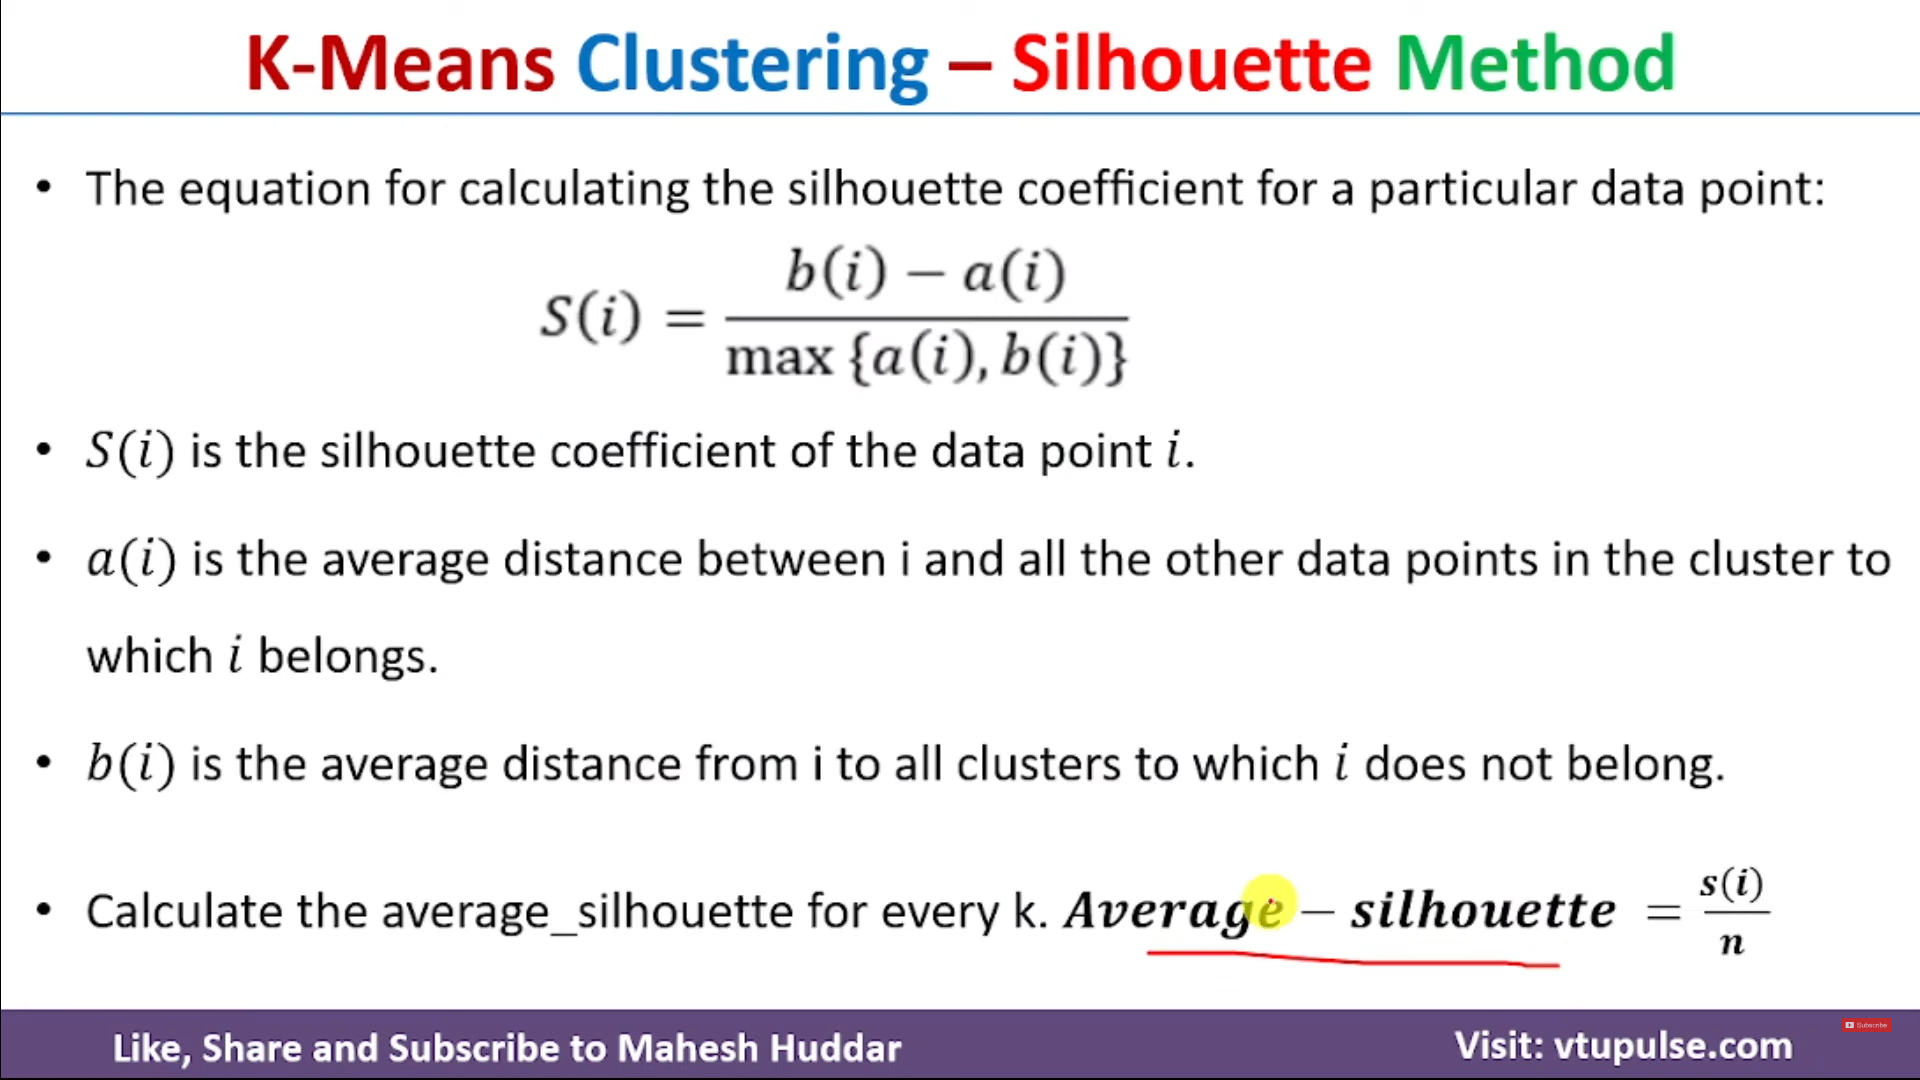 K-Means Clustering – Silhouette Method
• The equation for calculating the silhouette coefficient for a particular data point:
S(i) = b(i) − a(i) / max {a(i), b(i)}
• S(i) is the silhouette coefficient of the data point i.
• a(i) is the average distance between i and all the other data points in the cluster to
which i belongs.
• b(i) is the average distance from i to all clusters to which i does not belong.
• Calculate the average_silhouette for every k. Average − silhouette = s(i) / n
Subscribe
Like, Share and Subscribe to Mahesh Huddar
Visit: vtupulse.com